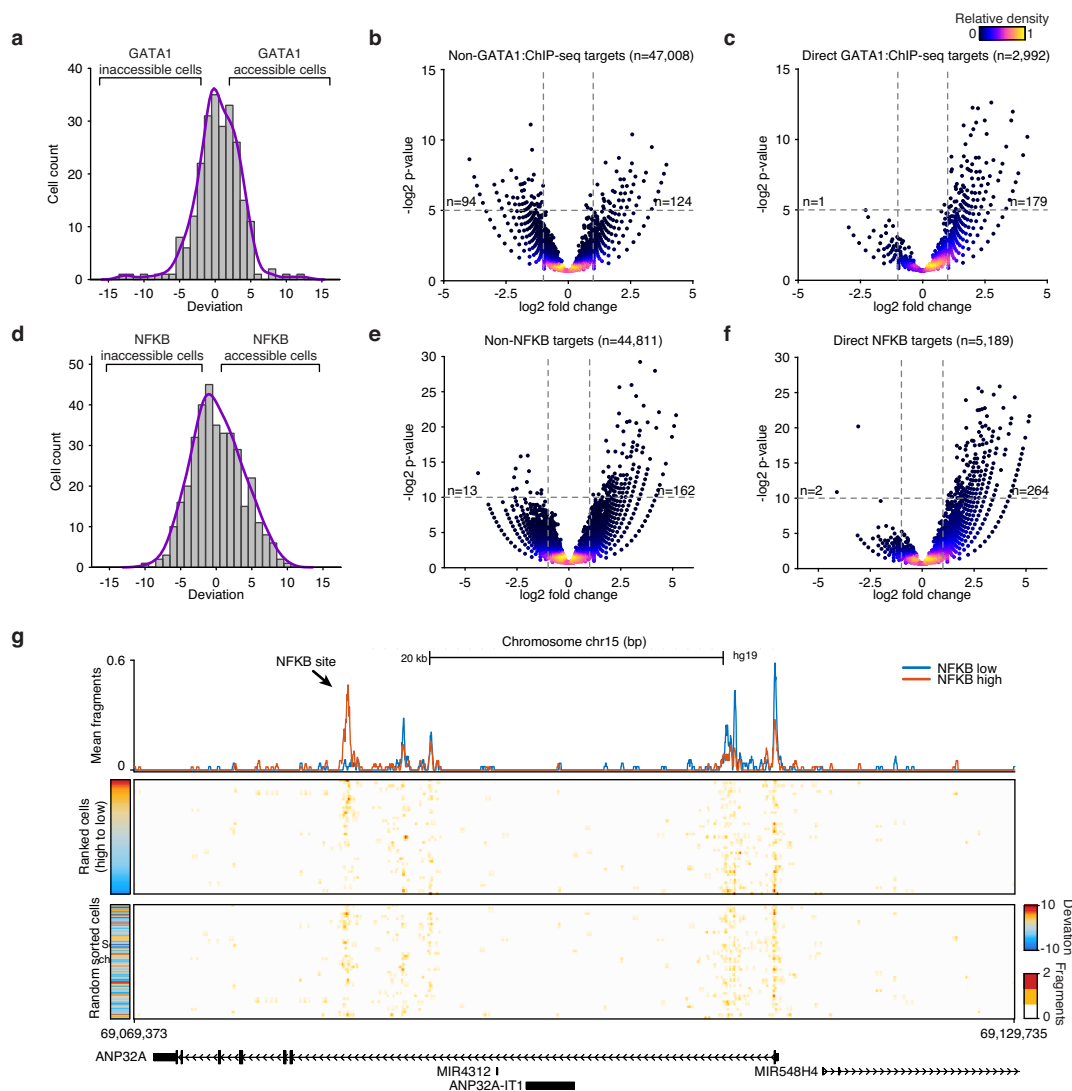 Relative density
0 1
a
GATA1 inaccessible cells
GATA1 accessible cells
Cell count
40
30
20
10
0
-15 -10 -5 0 5 10 15
Deviation
b
Non-GATA1:ChIP-seq targets (n=47,008)
-log2 p-value
15
10
5
0
n=94
n=124
-5 -2.5 0 2.5 5
log2 fold change
c
Direct GATA1:ChIP-seq targets (n=2,992)
-log2 p-value
15
10
5
0
n=1
n=179
-5 -2.5 0 2.5 5
log2 fold change
d
NFKB inaccessible cells
NFKB accessible cells
Cell count
50
40
30
20
10
0
-15 -10 -5 0 5 10 15
Deviation
e
Non-NFKB targets (n=44,811)
-log2 p-value
30
25
20
15
10
5
0
n=13
n=162
-5 -2.5 0 2.5 5
log2 fold change
f
Direct NFKB targets (n=5,189)
-log2 p-value
30
25
20
15
10
5
0
n=2
n=264
-5 -2.5 0 2.5 5
log2 fold change
g
Chromosome chr15 (bp)
20 kb
hg19
NFKB site
NFKB low
NFKB high
Mean fragments
0.6
0
Ranked cells
(high to low)
Random sorted cells
10
-10
Deviation
2
0
Fragments
69,069,373
69,129,735
ANP32A
MIR4312
MIR548H4
ANP32A-IT1